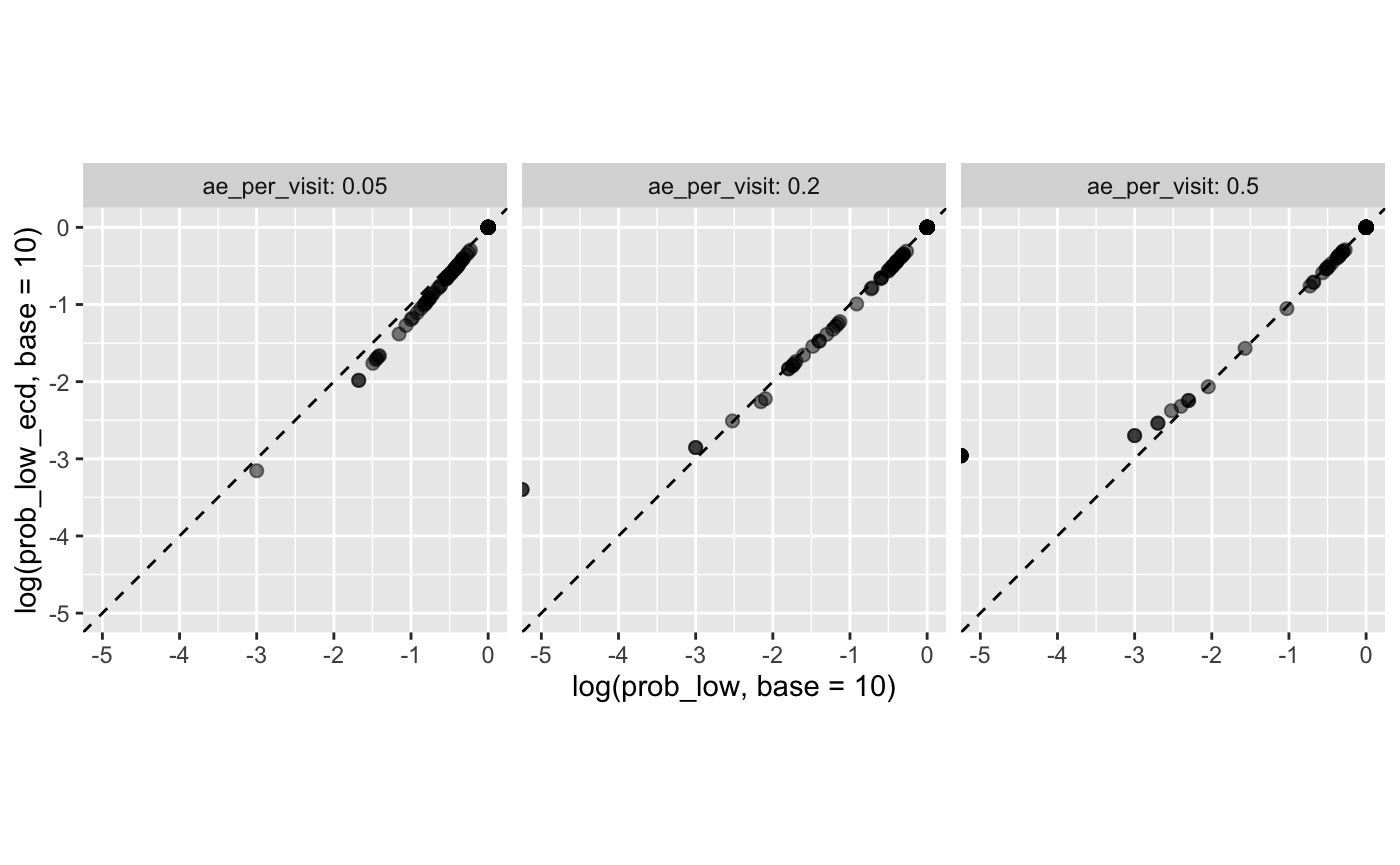 ae_per_visit: 0.05 ae_per_visit: 0.2 ae_per_visit: 0.5
log(prob_low_ecd, base = 10)
0
-1
-2
-3
-4
-5
-5 -4 -3 -2 -1 0 -5 -4 -3 -2 -1 0 -5 -4 -3 -2 -1 0
log(prob_low, base = 10)